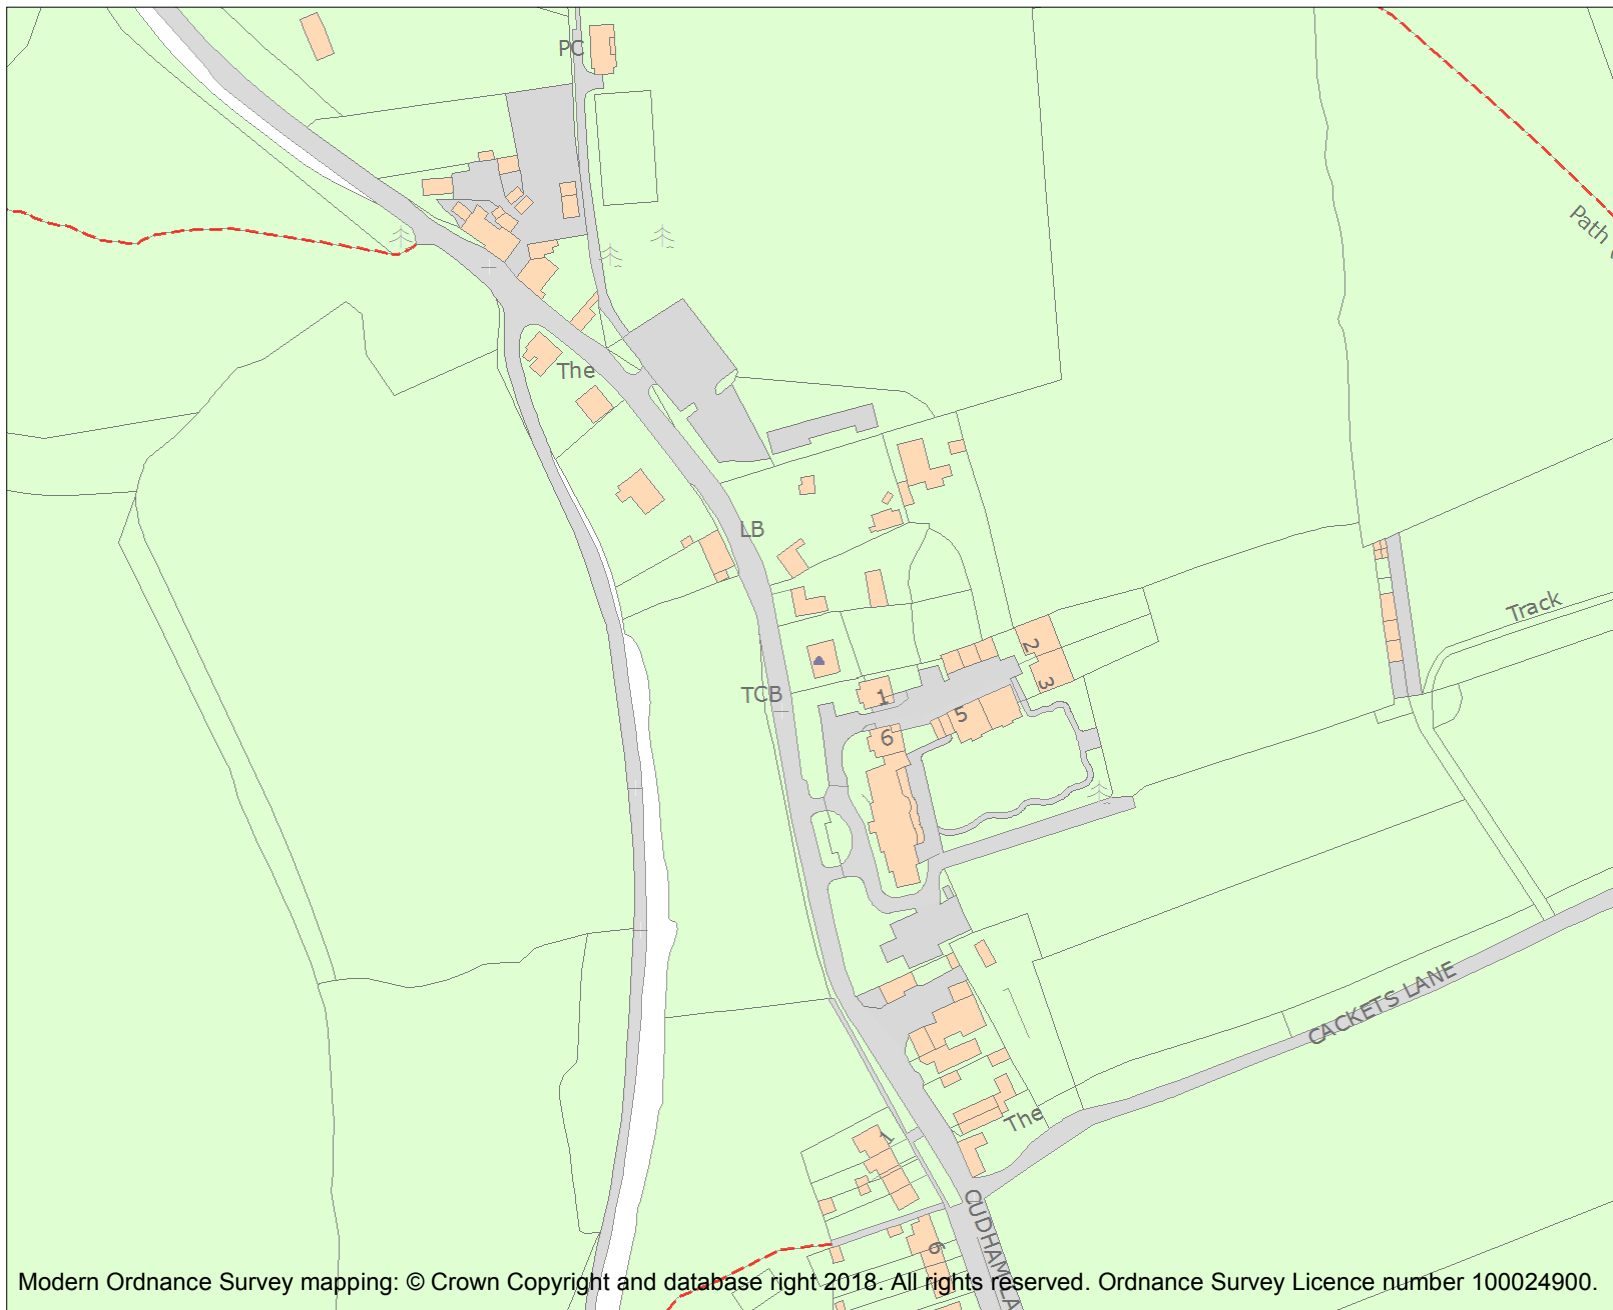 PC
Path
The
LB
Track
2
3
TCB
1
5
6
CACKETS LANE
The
1
CUDHAM LA
6
Modern Ordnance Survey mapping: © Crown Copyright and database right 2018. All rights reserved. Ordnance Survey Licence number 100024900.